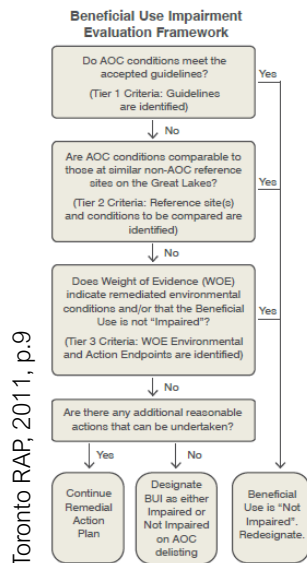 Beneficial Use Impairment
Evaluation Framework
Do AOC conditions meet the
accepted guidelines?
(Tier 1 Criteria: Guidelines
are identified)
Yes
No
Are AOC conditions comparable to
those at similar non-AOC reference
sites on the Great Lakes?
(Tier 2 Criteria: Reference site(s)
and conditions to be compared are
identified)
Yes
No
Does Weight of Evidence (WOE)
indicate remediated environmental
conditions and/or that the Beneficial
Use is not “Impaired”?
(Tier 3 Criteria: WOE Environmental
and Action Endpoints are identified)
Yes
No
Are there any additional reasonable
actions that can be undertaken?
Yes
No
Continue
Remedial
Action
Plan
Designate
BUI as either
Impaired or
Not Impaired
on AOC
delisting
Beneficial
Use is “Not
Impaired”.
Redesignate.
Toronto RAP, 2011, p.9